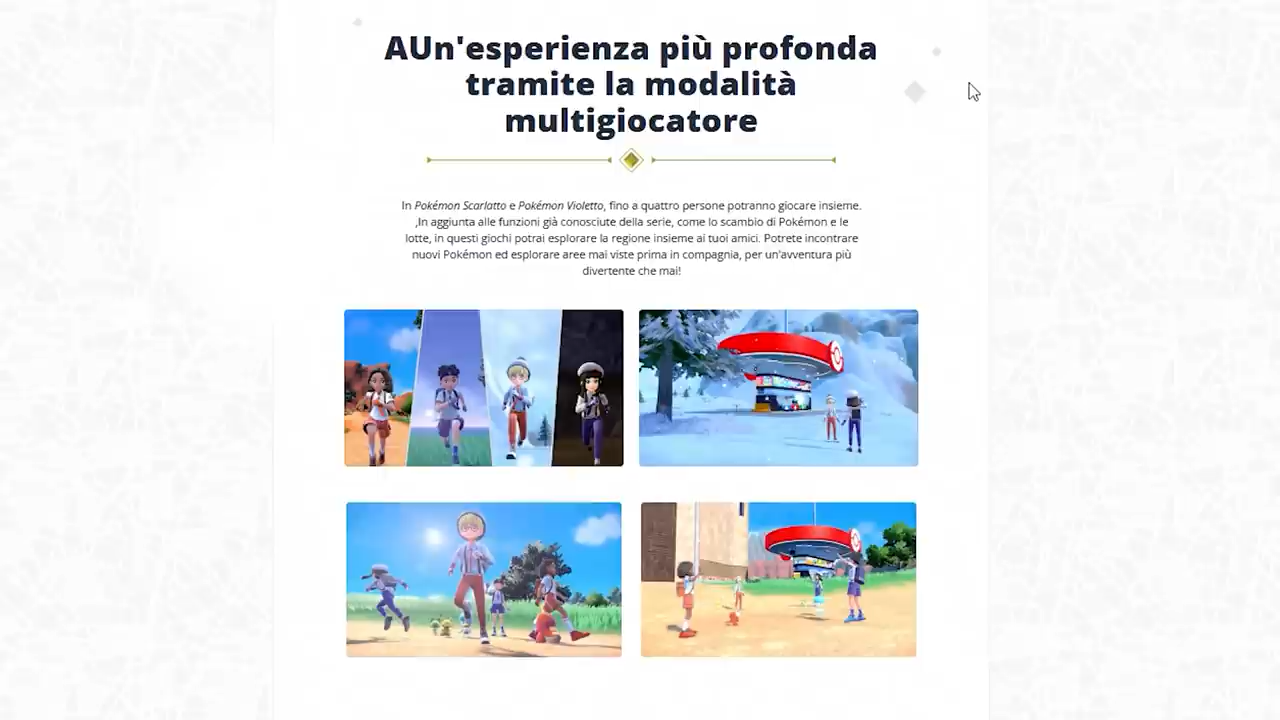 AUn'esperienza più profonda
tramite la modalità
multigiocatore
In Pokémon Scarlatto e Pokémon Violetto, fino a quattro persone potranno giocare insieme.
,In aggiunta alle funzioni già conosciute della serie, come lo scambio di Pokémon e le
lotte, in questi giochi potrai esplorare la regione insieme ai tuoi amici. Potrete incontrare
nuovi Pokémon ed esplorare aree mai viste prima in compagnia, per un'avventura più
divertente che mai!